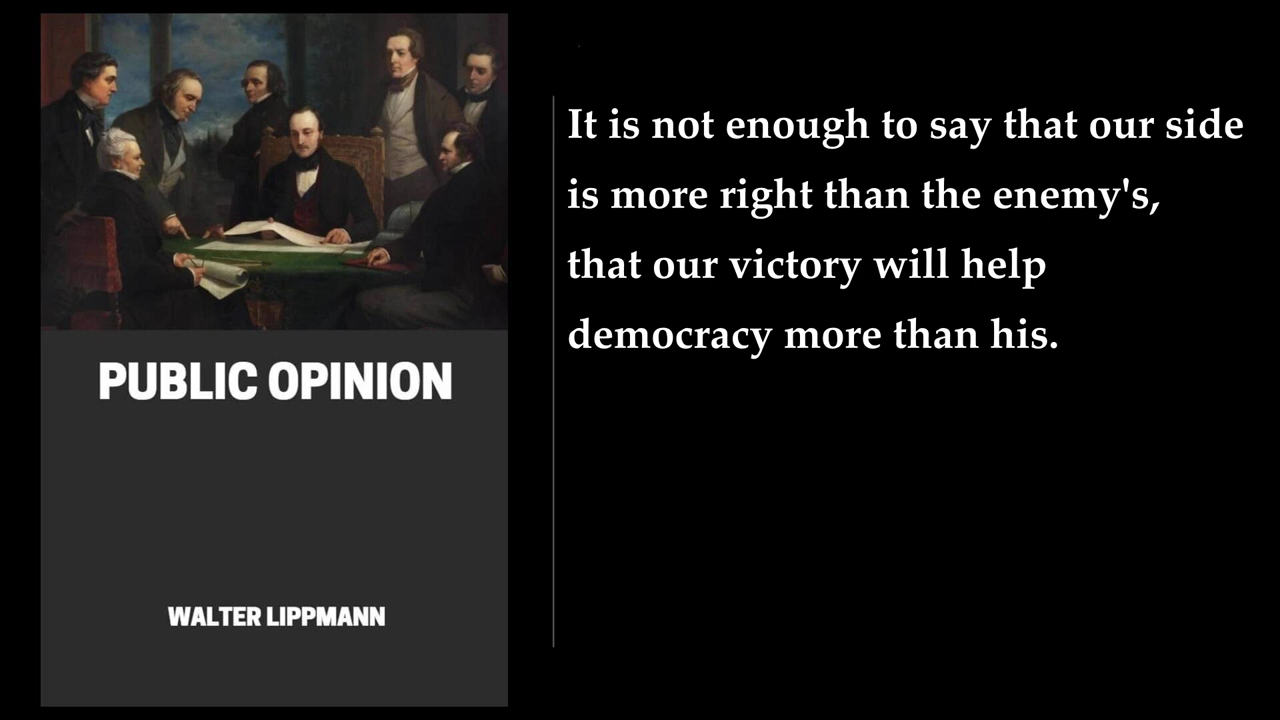 PUBLIC OPINION
WALTER LIPPMANN
It is not enough to say that our side
is more right than the enemy's,
that our victory will help
democracy more than his.